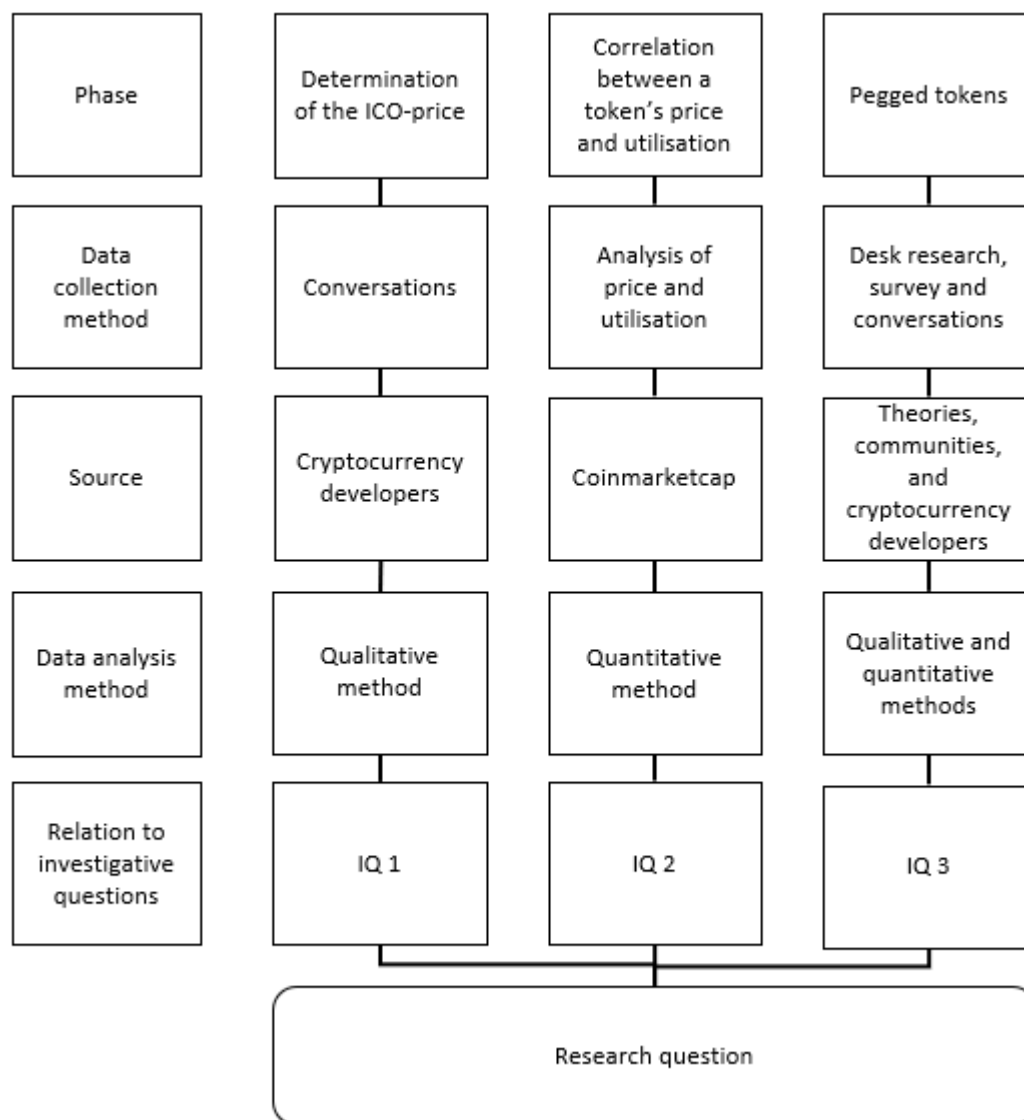 Phase
Determination
of the ICO-price
Correlation
between a
token’s price
and utilisation
Pegged tokens
Data
collection
method
Conversations
Analysis of
price and
utilisation
Desk research,
survey and
conversations
Source
Cryptocurrency
developers
Coinmarketcap
Theories,
communities,
and
cryptocurrency
developers
Data analysis
method
Qualitative
method
Quantitative
method
Qualitative and
quantitative
methods
Relation to
investigative
questions
IQ 1
IQ 2
IQ 3
Research question